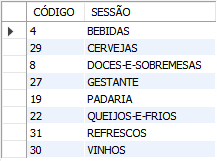 CÓDIGO SESSÃO
4 BEBIDAS
29 CERVEJAS
8 DOCES-E-SOBREMESAS
27 GESTANTE
19 PADARIA
22 QUEIJOS-E-FRIOS
31 REFRESCOS
30 VINHOS